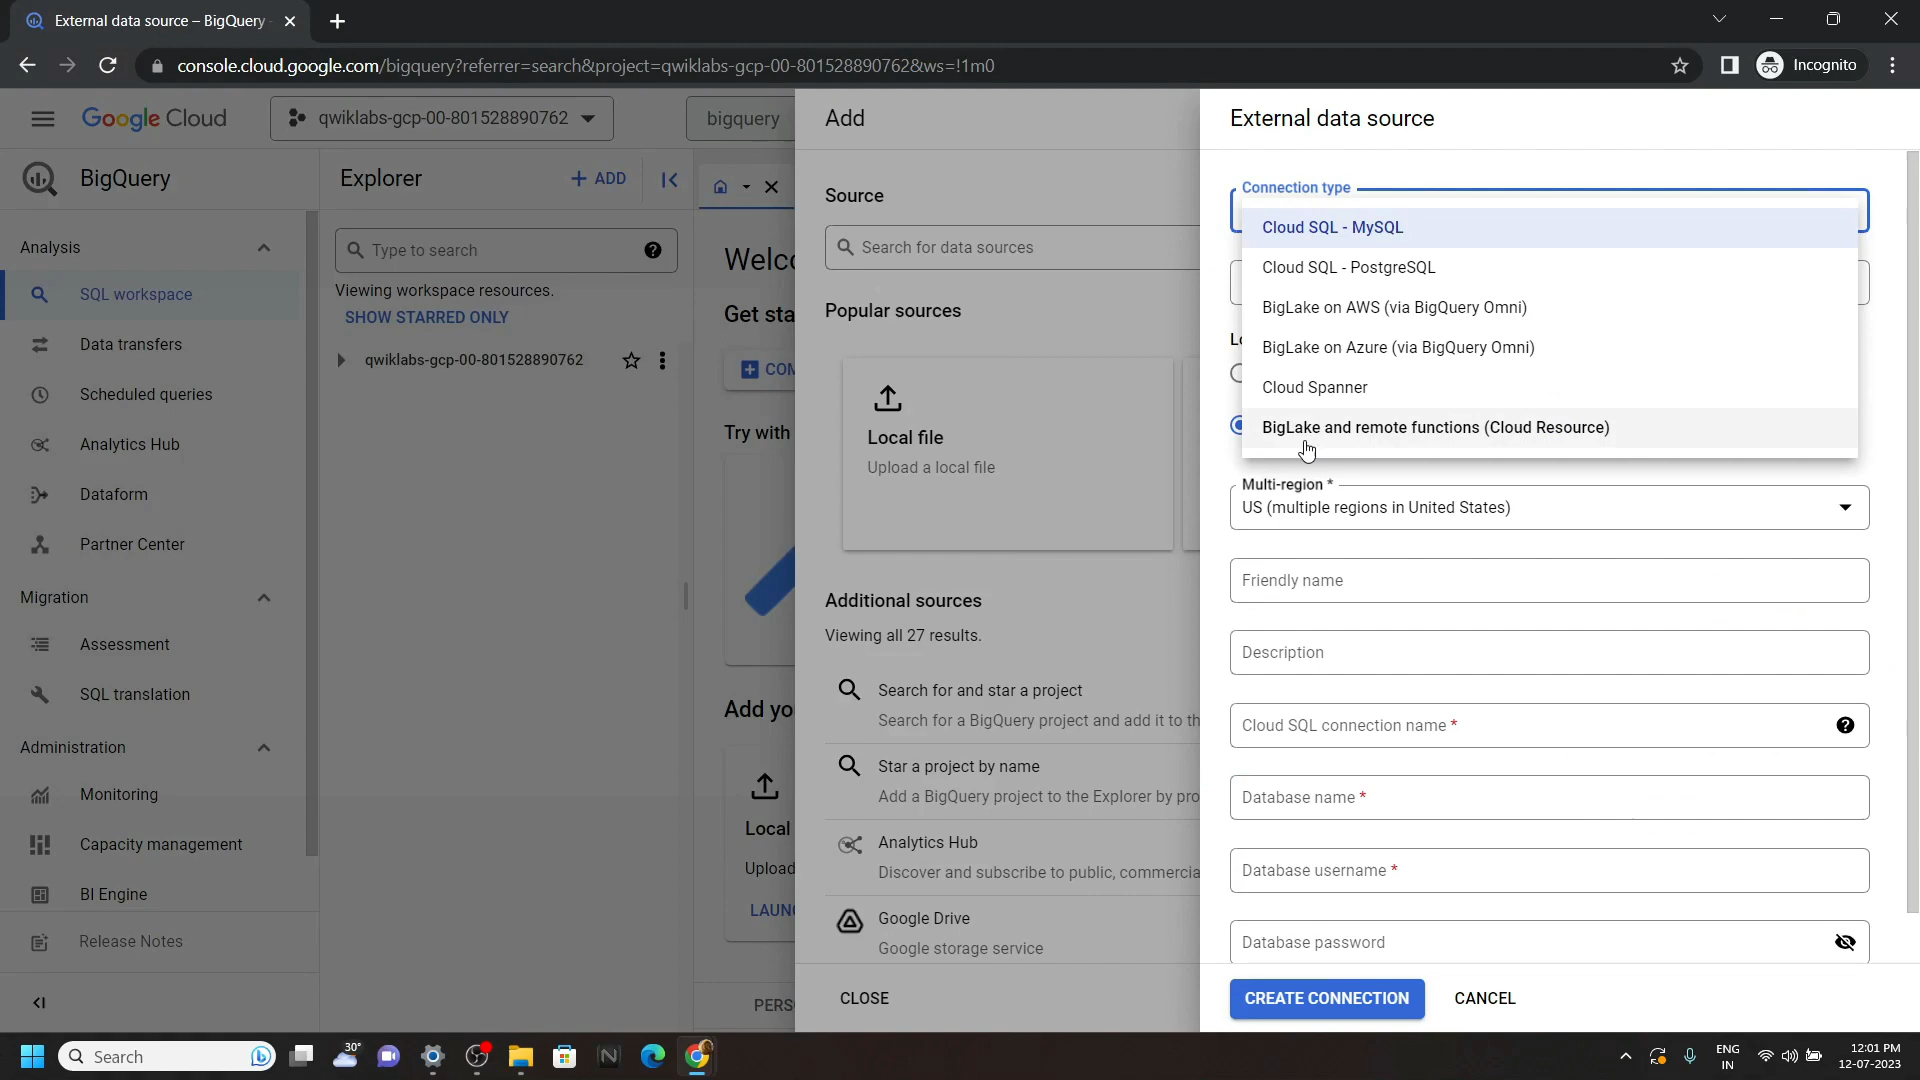 External data source – BigQuery
console.cloud.google.com/bigquery?referrer=search&project=qwiklabs-gcp-00-801528890762&ws=!1m0
Incognito
Google Cloud
qwiklabs-gcp-00-801528890762
bigquery
BigQuery
Analysis
SQL workspace
Data transfers
Scheduled queries
Analytics Hub
Dataform
Partner Center
Migration
Assessment
SQL translation
Administration
Monitoring
Capacity management
BI Engine
Release Notes
Explorer
+ ADD
Type to search
Viewing workspace resources.
SHOW STARRED ONLY
qwiklabs-gcp-00-801528890762
Welc
Get sta
COM
Try with
Add yo
Local
Upload
LAUN
PERS
Add
Source
Search for data sources
Popular sources
Local file
Upload a local file
Additional sources
Viewing all 27 results.
Search for and star a project
Search for a BigQuery project and add it to th
Star a project by name
Add a BigQuery project to the Explorer by pro
Analytics Hub
Discover and subscribe to public, commercia
Google Drive
Google storage service
CLOSE
External data source
Connection type
Cloud SQL - MySQL
Cloud SQL - PostgreSQL
BigLake on AWS (via BigQuery Omni)
Lo
BigLake on Azure (via BigQuery Omni)
Cloud Spanner
BigLake and remote functions (Cloud Resource)
Multi-region *
US (multiple regions in United States)
Friendly name
Description
Cloud SQL connection name *
Database name *
Database username *
Database password
CREATE CONNECTION
CANCEL
Search
30°
ENG
IN
12:01 PM
12-07-2023